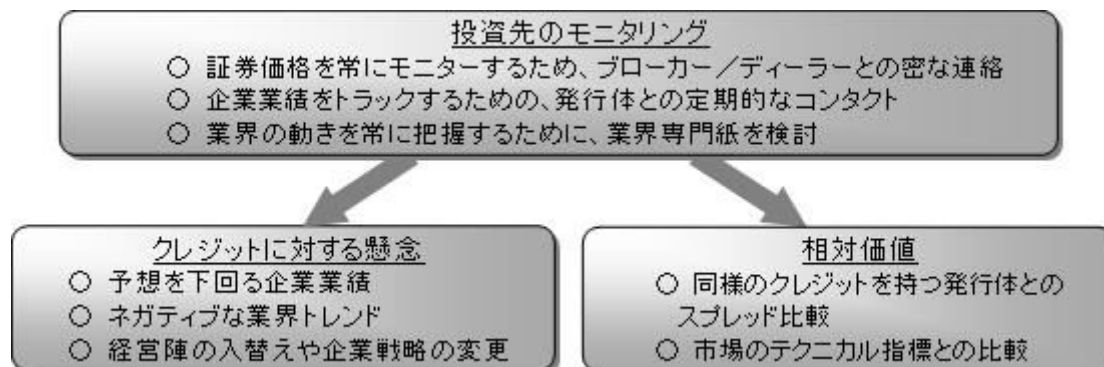 投資先のモニタリング
○ 証券価格を常にモニターするため、ブローカー／ディーラーとの密な連絡
○ 企業業績をトラックするための、発行体との定期的なコンタクト
○ 業界の動きを常に把握するために、業界専門紙を検討
クレジットに対する懸念
○ 予想を下回る企業業績
○ ネガティブな業界トレンド
○ 経営陣の入替えや企業戦略の変更
相対価値
○ 同様のクレジットを持つ発行体との
スプレッド比較
○ 市場のテクニカル指標との比較